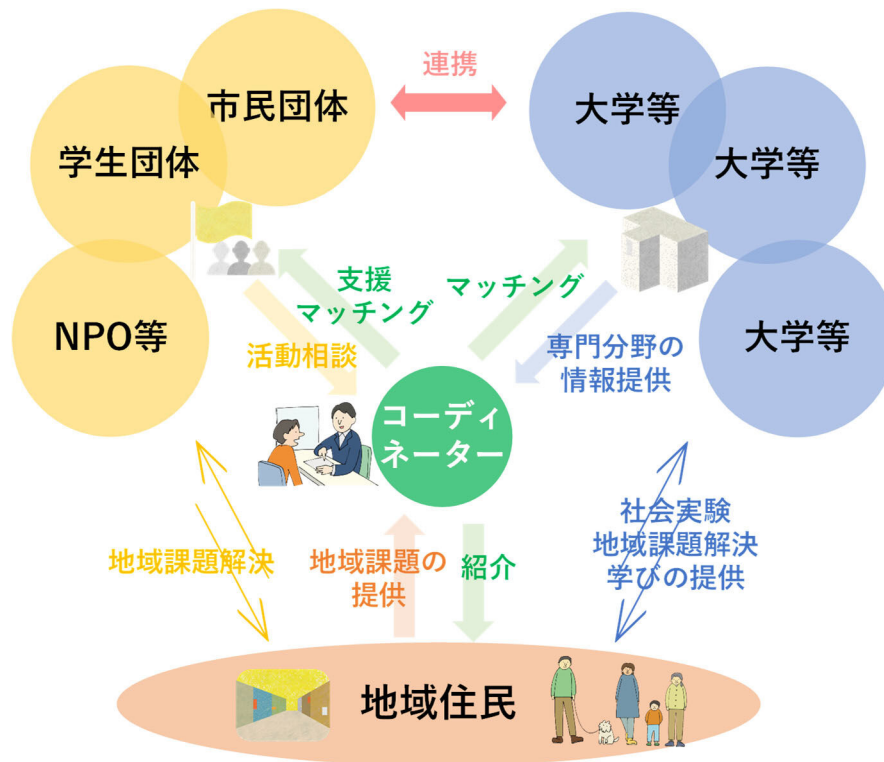 連携
市民団体
大学等
学生団体
大学等
NPO等
大学等
支援
マッチング
マッチング
活動相談
専門分野の
情報提供
コーディ
ネーター
地域課題解決
地域課題の
提供
紹介
社会実験
地域課題解決
学びの提供
地域住民